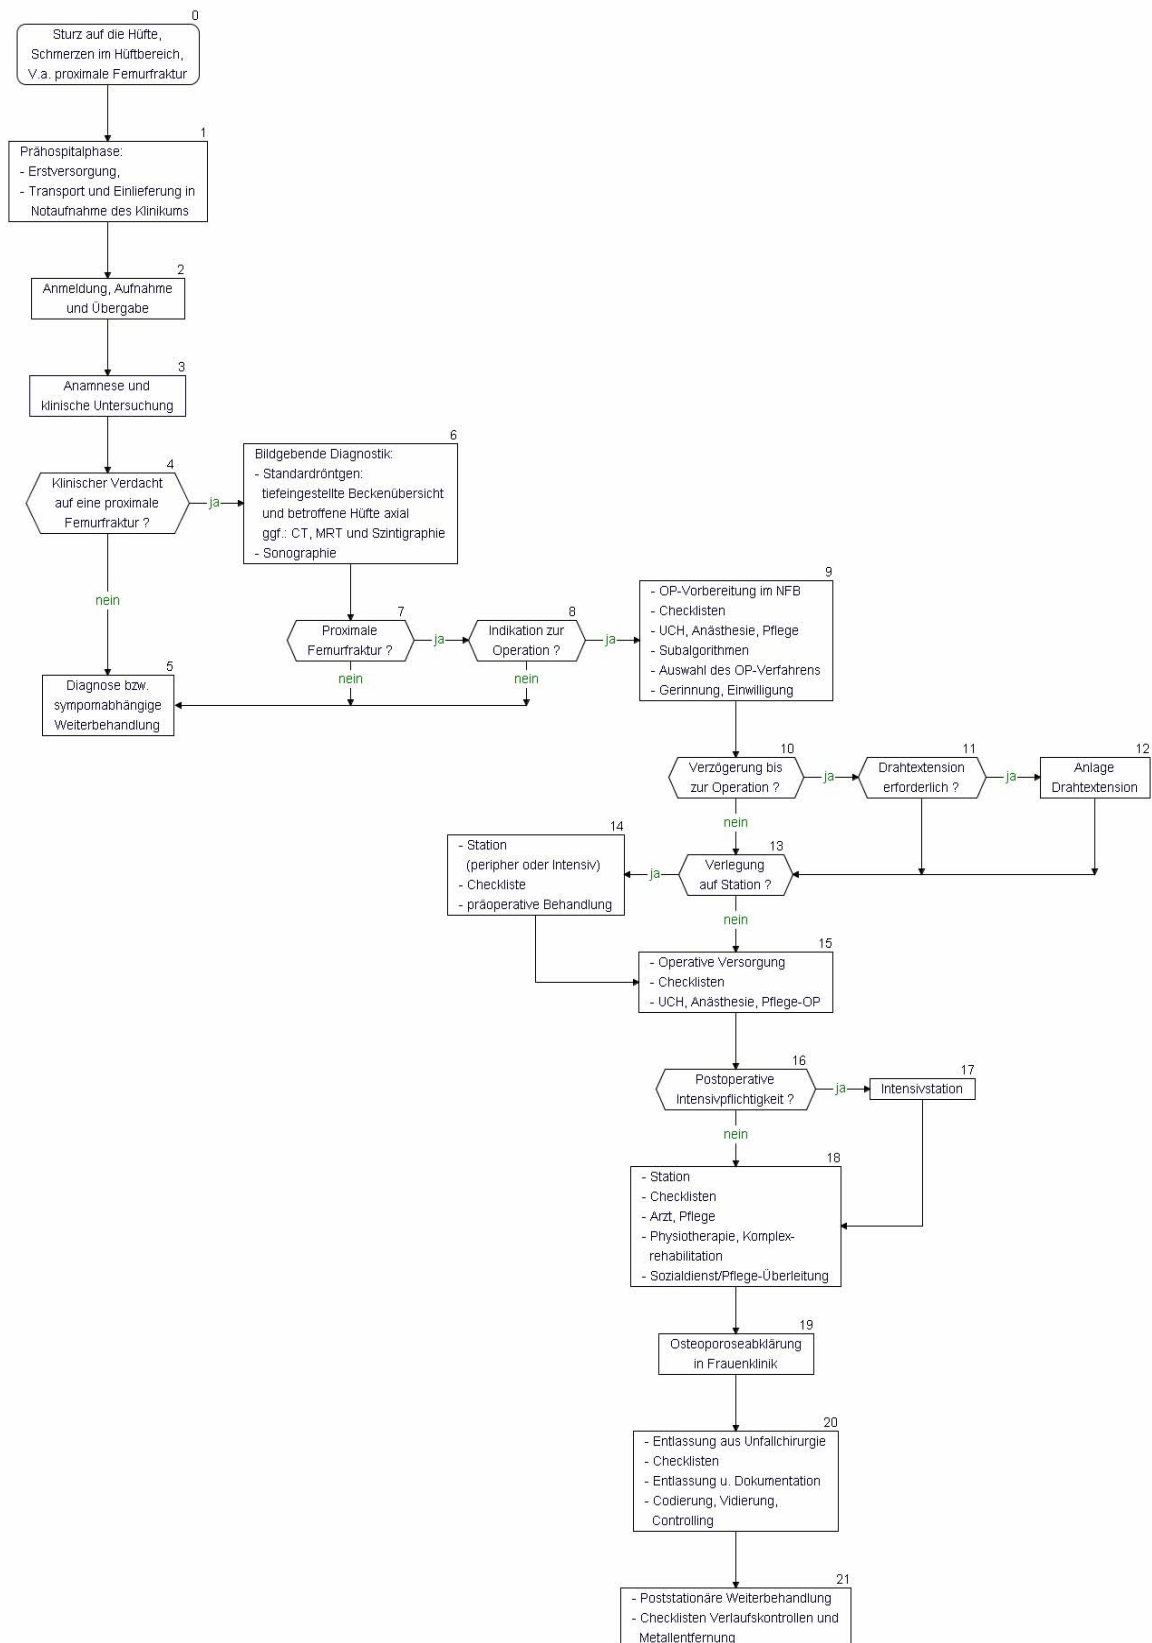 0
Sturz auf die Hüfte,
Schmerzen im Hüftbereich,
V.a. proximale Femurfraktur
1
Prähospitalphase:
- Erstversorgung,
- Transport und Einlieferung in
Notaufnahme des Klinikums
2
Anmeldung, Aufnahme
und Übergabe
3
Anamnese und
klinische Untersuchung
4
Klinischer Verdacht
auf eine proximale
Femurfraktur ?
ja
nein
6
Bildgebende Diagnostik:
- Standardröntgen:
tiefeingestellte Beckenübersicht
und betroffene Hüfte axial
ggf.: CT, MRT und Szintigraphie
- Sonographie
7
Proximale
Femurfraktur ?
ja
nein
8
Indikation zur
Operation ?
ja
nein
5
Diagnose bzw.
sympomabhängige
Weiterbehandlung
9
- OP-Vorbereitung im NFB
- Checklisten
- UCH, Anästhesie, Pflege
- Subalgorithmen
- Auswahl des OP-Verfahrens
- Gerinnung, Einwilligung
10
Verzögerung bis
zur Operation ?
ja
nein
11
Drahtextension
erforderlich ?
ja
12
Anlage
Drahtextension
13
Verlegung
auf Station ?
ja
nein
14
- Station
(peripher oder Intensiv)
- Checkliste
- präoperative Behandlung
15
- Operative Versorgung
- Checklisten
- UCH, Anästhesie, Pflege-OP
16
Postoperative
Intensivpflichtigkeit ?
ja
nein
17
Intensivstation
18
- Station
- Checklisten
- Arzt, Pflege
- Physiotherapie, Komplex-
rehabilitation
- Sozialdienst/Pflege-Überleitung
19
Osteoporoseabklärung
in Frauenklinik
20
- Entlassung aus Unfallchirurgie
- Checklisten
- Entlassung u. Dokumentation
- Codierung, Vidierung,
Controlling
21
- Poststationäre Weiterbehandlung
- Checklisten Verlaufskontrollen und
Metallentfernung